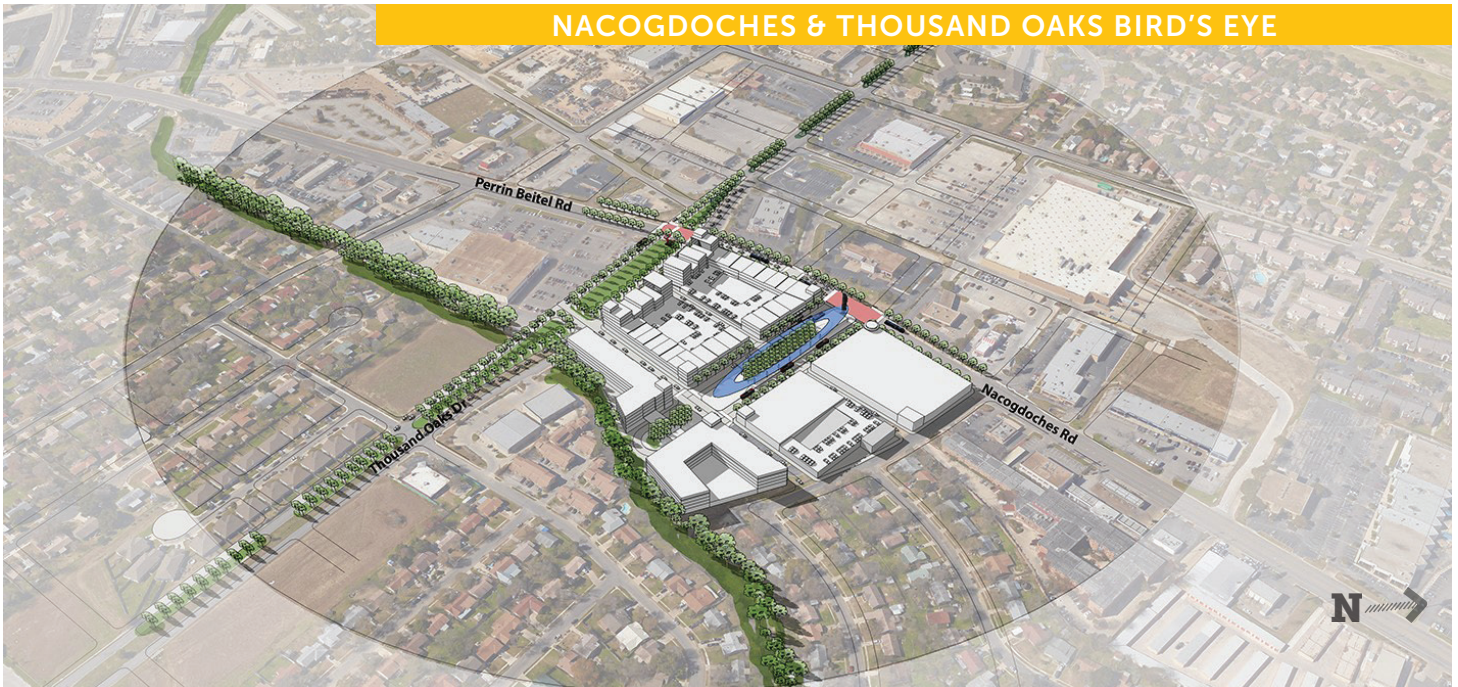 NACOGDOCHES & THOUSAND OAKS BIRD'S EYE
Perrin Beitel Rd
Thousand Oaks Dr
Nacogdoches Rd
N